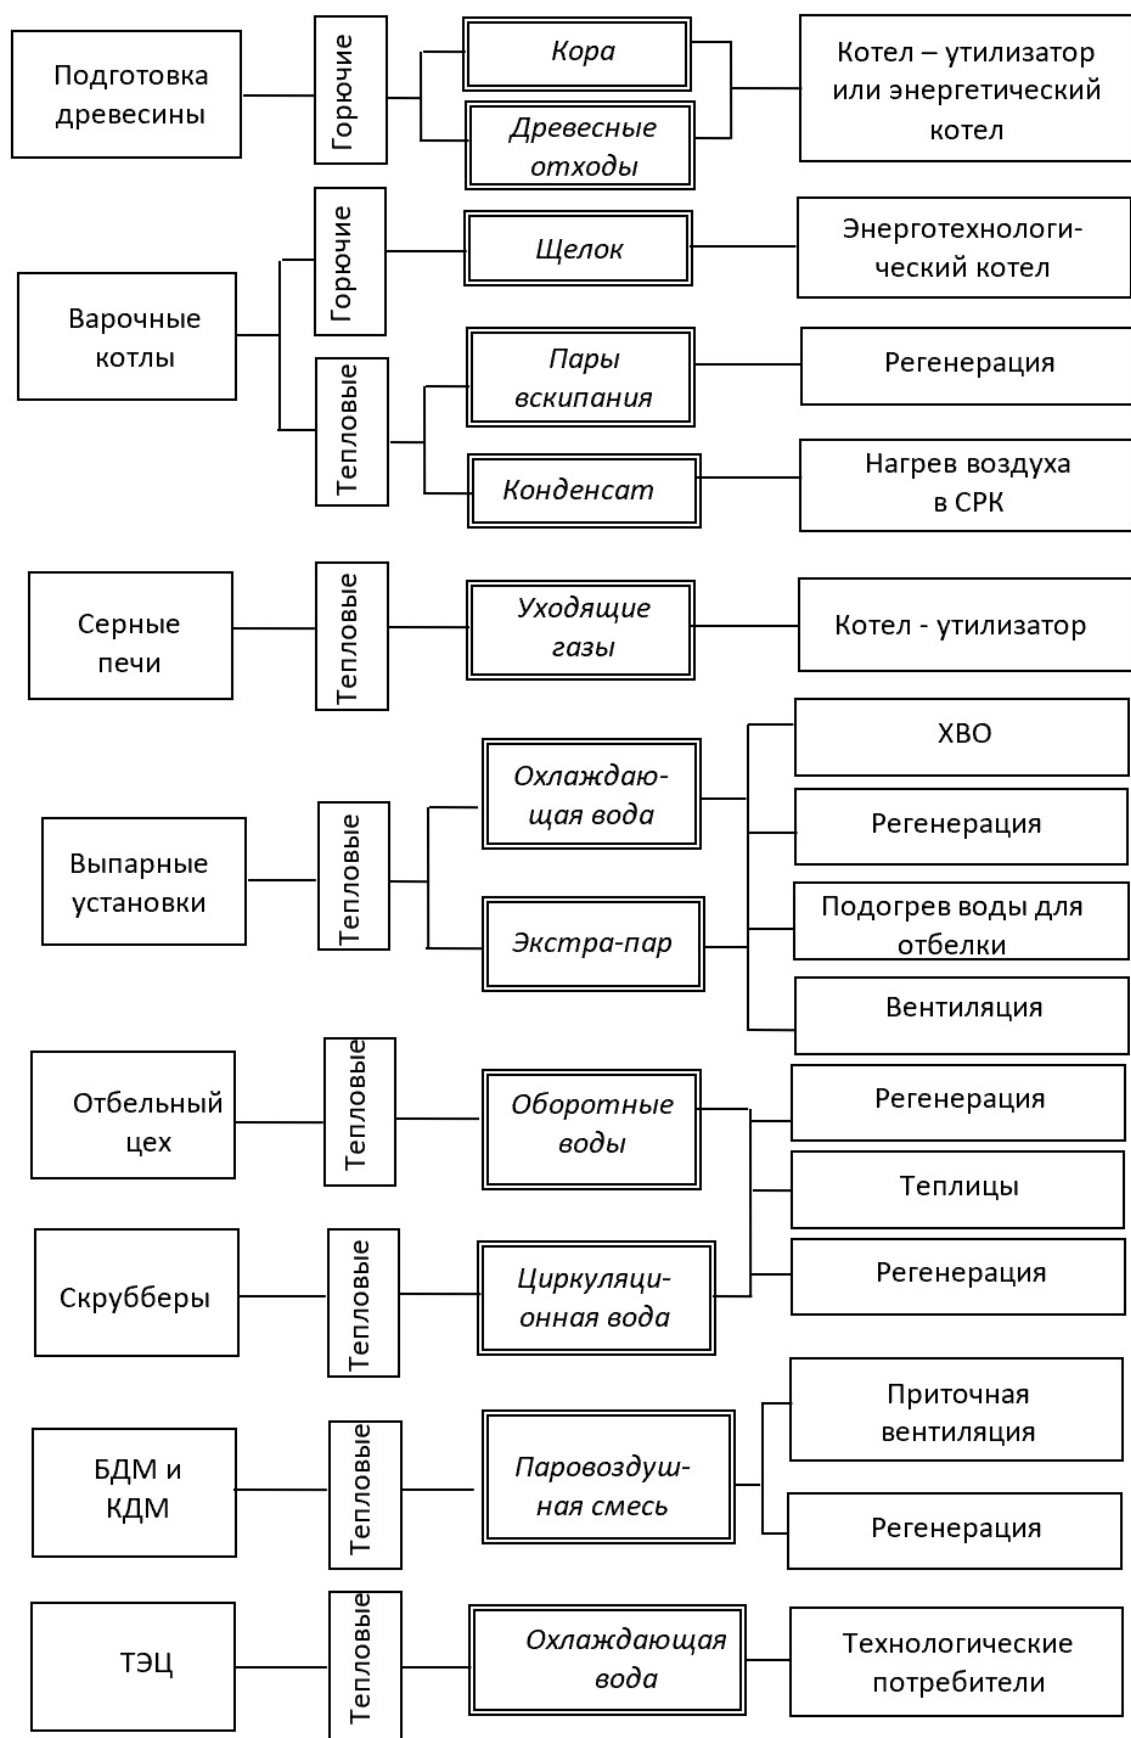 Подготовка
древесины
Горючие
Кора
Древесные
отходы
Котел – утилизатор
или энергетический
котел
Варочные
котлы
Горючие
Щелок
Энерготехнологи-
ческий котел
Тепловые
Пары
вскипания
Регенерация
Конденсат
Нагрев воздуха
в СРК
Серные
печи
Тепловые
Уходящие
газы
Котел - утилизатор
Выпарные
установки
Тепловые
Охлаждаю-
щая вода
Экстра-пар
ХВО
Регенерация
Подогрев воды для
отбелки
Вентиляция
Отбельный
цех
Тепловые
Оборотные
воды
Регенерация
Теплицы
Скрубберы
Тепловые
Циркуляци-
онная вода
Регенерация
БДМ и
КДМ
Тепловые
Паровоздуш-
ная смесь
Приточная
вентиляция
Регенерация
ТЭЦ
Тепловые
Охлаждающая
вода
Технологические
потребители